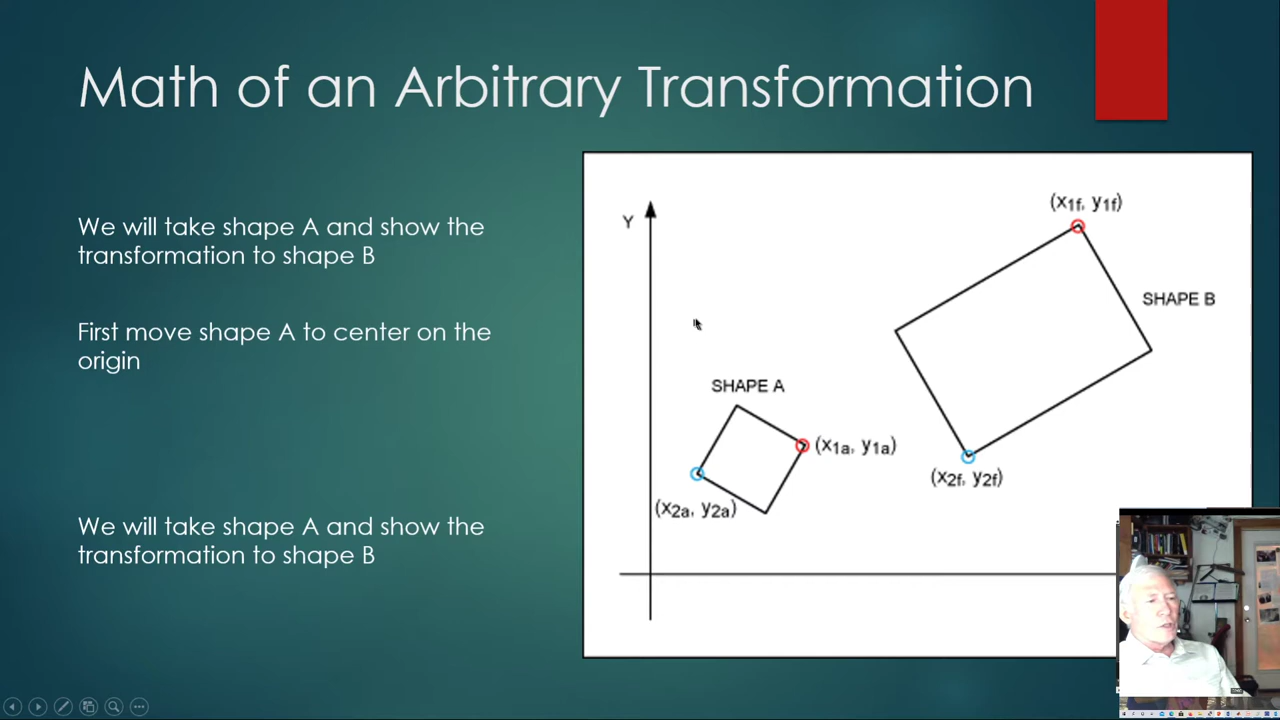 Math of an Arbitrary Transformation
We will take shape A and show the
transformation to shape B
First move shape A to center on the
origin
We will take shape A and show the
transformation to shape B
Y
(x1f, y1f)
SHAPE B
SHAPE A
(x1a, y1a)
(x2a, y2a)
(x2f, y2f)